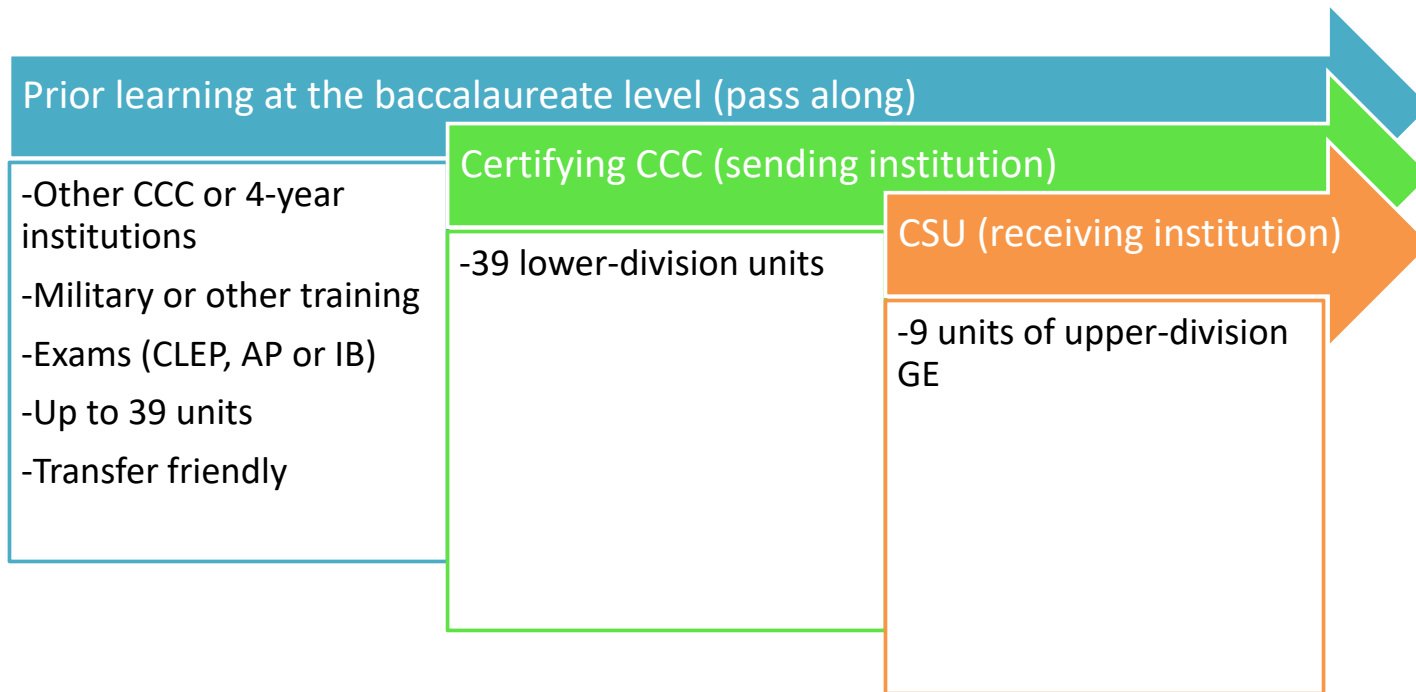 Prior learning at the baccalaureate level (pass along)
-Other CCC or 4-year
institutions
-Military or other training
-Exams (CLEP, AP or IB)
-Up to 39 units
-Transfer friendly
Certifying CCC (sending institution)
-39 lower-division units
CSU (receiving institution)
-9 units of upper-division
GE